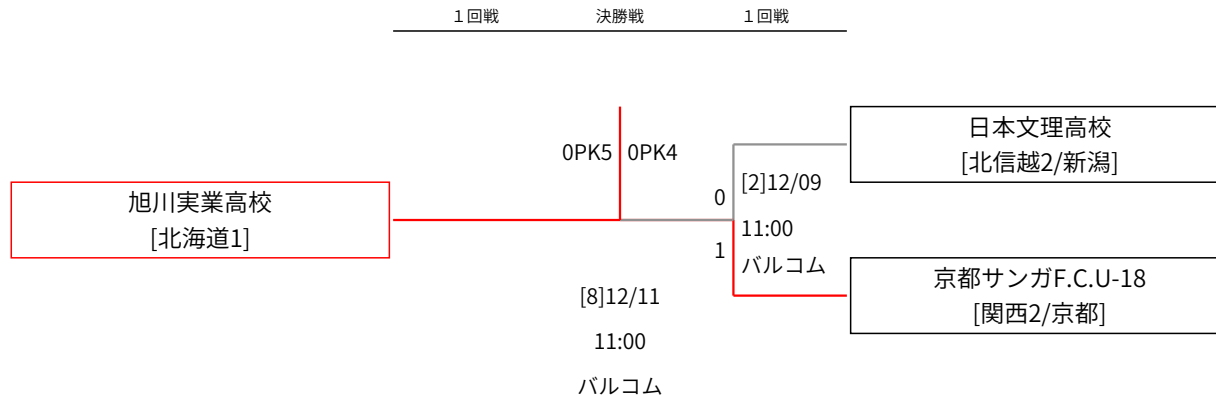 １回戦 決勝戦 １回戦
日本文理高校
[北信越2/新潟]
0PK5 0PK4
[2]12/09
0
11:00
1
バルコム
旭川実業高校
[北海道1]
京都サンガF.C.U-18
[関西2/京都]
[8]12/11
11:00
バルコム